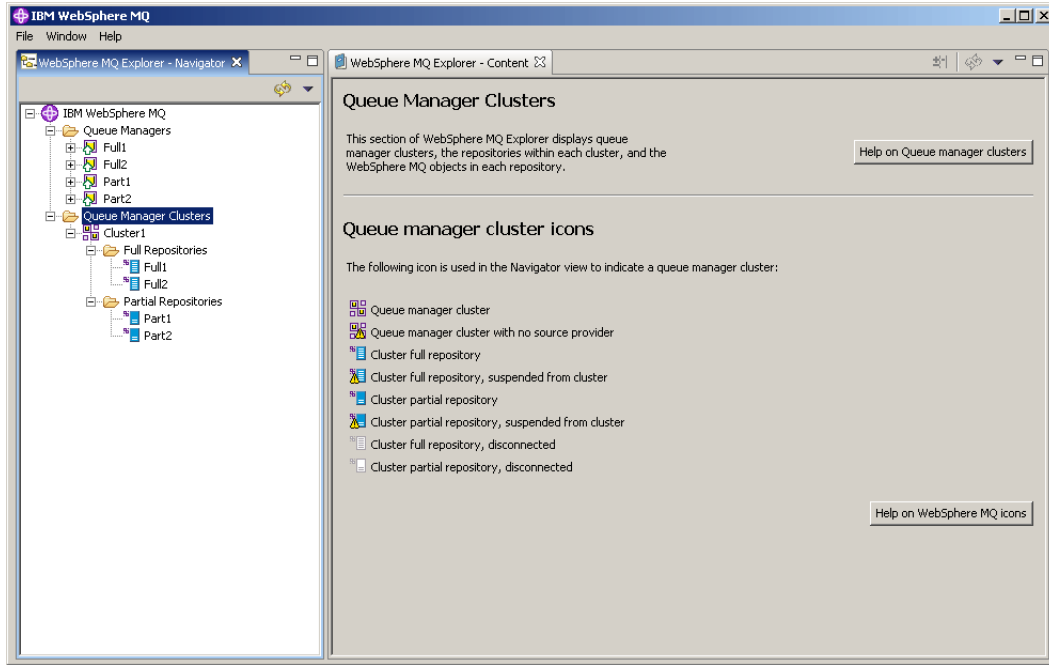 IBM WebSphere MQ
File Window Help
WebSphere MQ Explorer - Navigator
WebSphere MQ Explorer - Content
IBM WebSphere MQ
Queue Managers
Full1
Full2
Part1
Part2
Queue Manager Clusters
Cluster1
Full Repositories
Full1
Full2
Partial Repositories
Part1
Part2
Queue Manager Clusters
This section of WebSphere MQ Explorer displays queue
manager clusters, the repositories within each cluster, and the
WebSphere MQ objects in each repository.
Help on Queue manager clusters
Queue manager cluster icons
The following icon is used in the Navigator view to indicate a queue manager cluster:
Queue manager cluster
Queue manager cluster with no source provider
Cluster full repository
Cluster full repository, suspended from cluster
Cluster partial repository
Cluster partial repository, suspended from cluster
Cluster full repository, disconnected
Cluster partial repository, disconnected
Help on WebSphere MQ icons